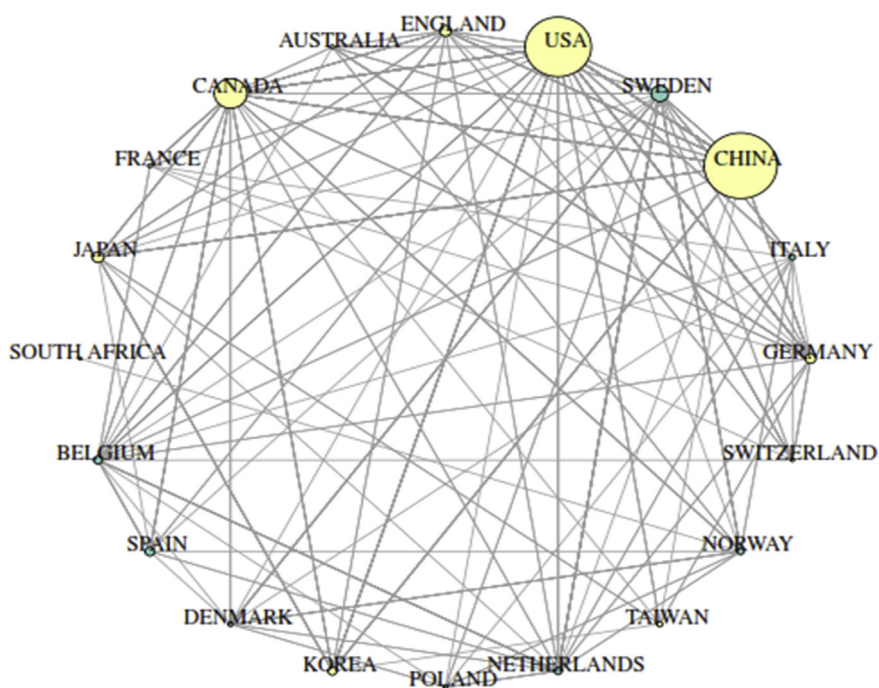 ENGLAND
USA
AUSTRALIA
SWEDEN
CANADA
FRANCE
CHINA
JAPAN
ITALY
SOUTH AFRICA
GERMANY
BELGIUM
SWITZERLAND
SPAIN
NORWAY
DENMARK
TAIWAN
KOREA
NETHERLANDS
POLAND